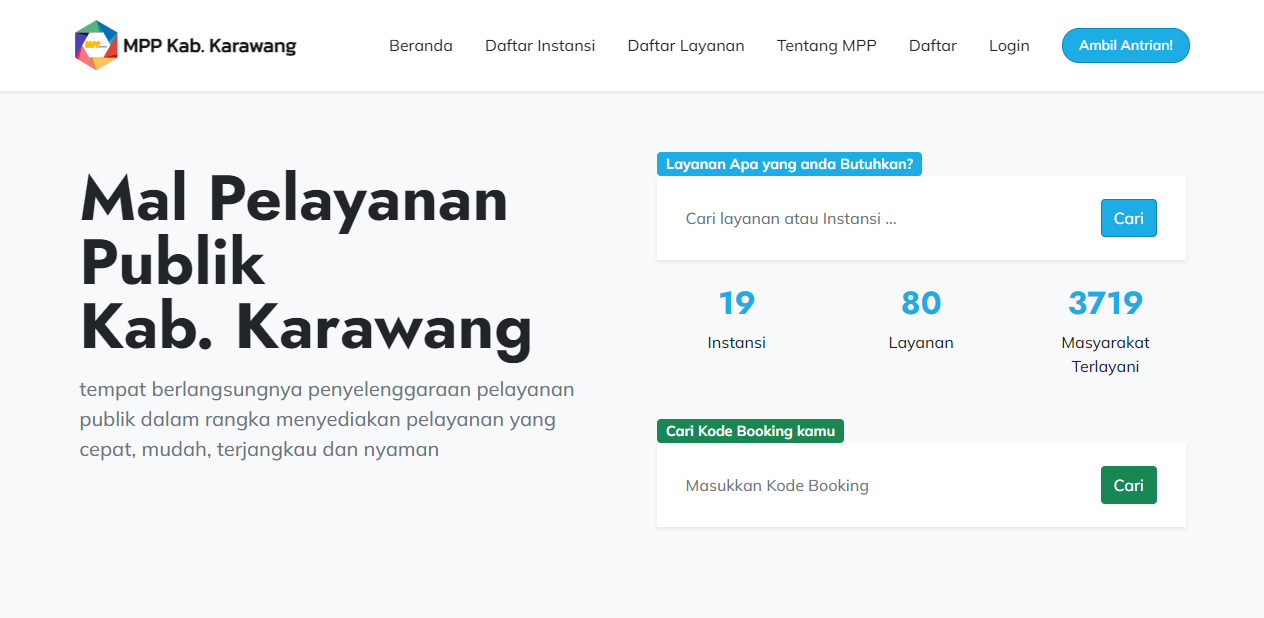 MPP
MPP Kab. Karawang
Beranda
Daftar Instansi
Daftar Layanan
Tentang MPP
Daftar
Login
Ambil Antrian!
Mal Pelayanan
Publik
Kab. Karawang
tempat berlangsungnya penyelenggaraan pelayanan
publik dalam rangka menyediakan pelayanan yang
cepat, mudah, terjangkau dan nyaman
Layanan Apa yang anda Butuhkan?
Cari layanan atau Instansi ...
Cari
19
Instansi
80
Layanan
3719
Masyarakat
Terlayani
Cari Kode Booking kamu
Masukkan Kode Booking
Cari